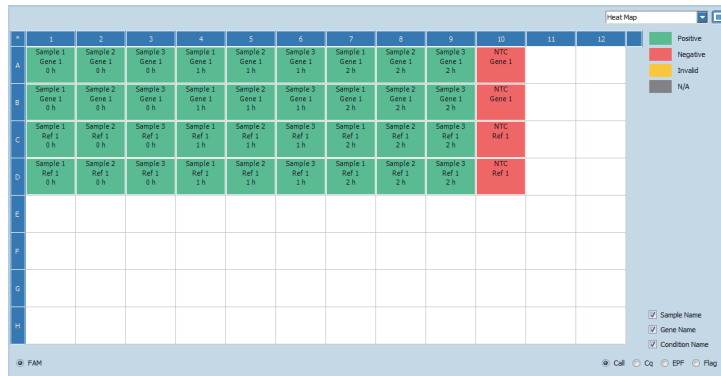 Heat Map
* 1 2 3 4 5 6 7 8 9 10 11 12
Positive
Negative
Invalid
N/A
A
Sample 1 Sample 2 Sample 3 Sample 1 Sample 2 Sample 3 Sample 1 Sample 2 Sample 3 NTC
Gene 1 Gene 1 Gene 1 Gene 1 Gene 1 Gene 1 Gene 1 Gene 1 Gene 1 Gene 1
0 h 0 h 0 h 1 h 1 h 1 h 2 h 2 h 2 h
B
Sample 1 Sample 2 Sample 3 Sample 1 Sample 2 Sample 3 Sample 1 Sample 2 Sample 3 NTC
Gene 1 Gene 1 Gene 1 Gene 1 Gene 1 Gene 1 Gene 1 Gene 1 Gene 1 Gene 1
0 h 0 h 0 h 1 h 1 h 1 h 2 h 2 h 2 h
C
Sample 1 Sample 2 Sample 3 Sample 1 Sample 2 Sample 3 Sample 1 Sample 2 Sample 3 NTC
Ref 1 Ref 1 Ref 1 Ref 1 Ref 1 Ref 1 Ref 1 Ref 1 Ref 1 Ref 1
0 h 0 h 0 h 1 h 1 h 1 h 2 h 2 h 2 h
D
Sample 1 Sample 2 Sample 3 Sample 1 Sample 2 Sample 3 Sample 1 Sample 2 Sample 3 NTC
Ref 1 Ref 1 Ref 1 Ref 1 Ref 1 Ref 1 Ref 1 Ref 1 Ref 1 Ref 1
0 h 0 h 0 h 1 h 1 h 1 h 2 h 2 h 2 h
E
F
G
H
Sample Name
Gene Name
Condition Name
FAM
Call Cq EPF Flag